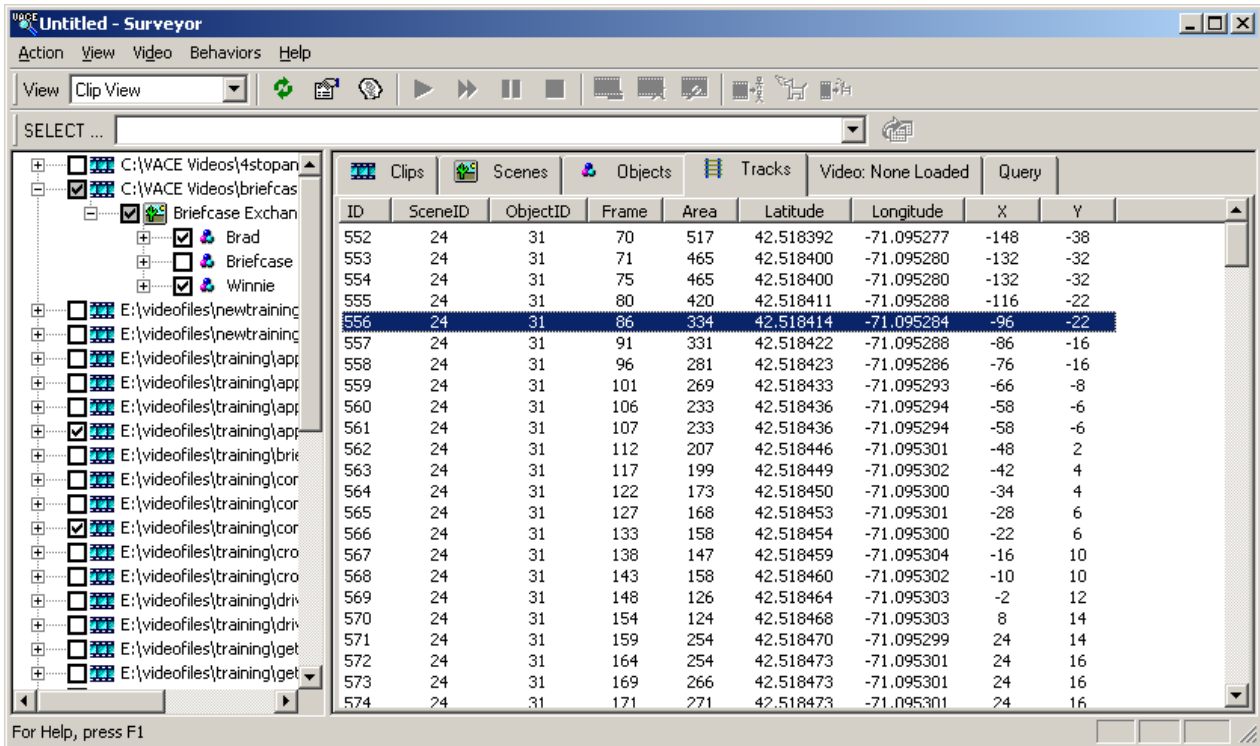 VACE Untitled - Surveyor
Action View Video Behaviors Help
View Clip View
SELECT ...
C:\VACE Videos\4stopan
C:\VACE Videos\briefcas
Briefcase Exchan
Brad
Briefcase
Winnie
E:\videofiles\newtraining
E:\videofiles\newtraining
E:\videofiles\training\app
E:\videofiles\training\app
E:\videofiles\training\app
E:\videofiles\training\app
E:\videofiles\training\brie
E:\videofiles\training\cor
E:\videofiles\training\cor
E:\videofiles\training\cor
E:\videofiles\training\cro
E:\videofiles\training\cro
E:\videofiles\training\driv
E:\videofiles\training\driv
E:\videofiles\training\get
E:\videofiles\training\get
Clips Scenes Objects Tracks Video: None Loaded Query
ID SceneID ObjectID Frame Area Latitude Longitude X Y
552 24 31 70 517 42.518392 -71.095277 -148 -38
553 24 31 71 465 42.518400 -71.095280 -132 -32
554 24 31 75 465 42.518400 -71.095280 -132 -32
555 24 31 80 420 42.518411 -71.095288 -116 -22
556 24 31 86 334 42.518414 -71.095284 -96 -22
557 24 31 91 331 42.518422 -71.095288 -86 -16
558 24 31 96 281 42.518423 -71.095286 -76 -16
559 24 31 101 269 42.518433 -71.095293 -66 -8
560 24 31 106 233 42.518436 -71.095294 -58 -6
561 24 31 107 233 42.518436 -71.095294 -58 -6
562 24 31 112 207 42.518446 -71.095301 -48 2
563 24 31 117 199 42.518449 -71.095302 -42 4
564 24 31 122 173 42.518450 -71.095300 -34 4
565 24 31 127 168 42.518453 -71.095301 -28 6
566 24 31 133 158 42.518454 -71.095300 -22 6
567 24 31 138 147 42.518459 -71.095304 -16 10
568 24 31 143 158 42.518460 -71.095302 -10 10
569 24 31 148 126 42.518464 -71.095303 -2 12
570 24 31 154 124 42.518468 -71.095303 8 14
571 24 31 159 254 42.518470 -71.095299 24 14
572 24 31 164 254 42.518473 -71.095301 24 16
573 24 31 169 266 42.518473 -71.095301 24 16
574 24 31 171 271 42.518473 -71.095301 24 16
For Help, press F1